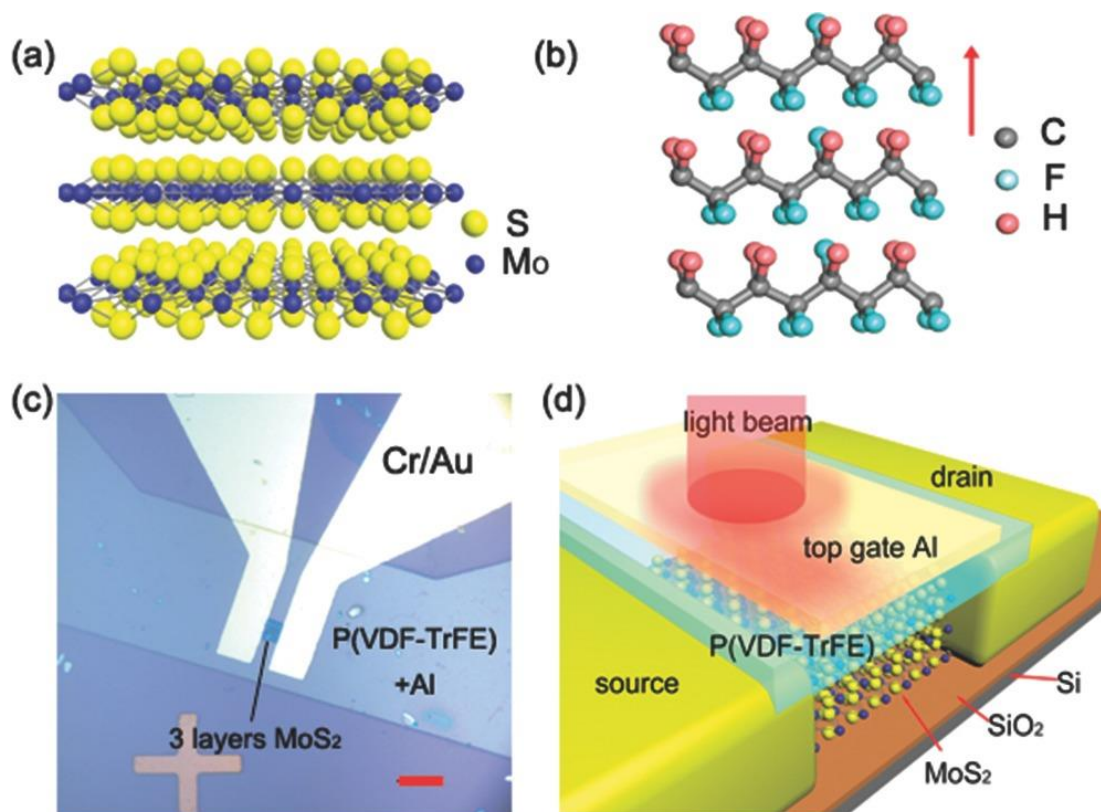 (a)
S
Mo
(b)
C
F
H
(c)
Cr/Au
P(VDF-TrFE)
+Al
3 layers MoS₂
(d)
light beam
drain
top gate Al
P(VDF-TrFE)
source
Si
SiO₂
MoS₂